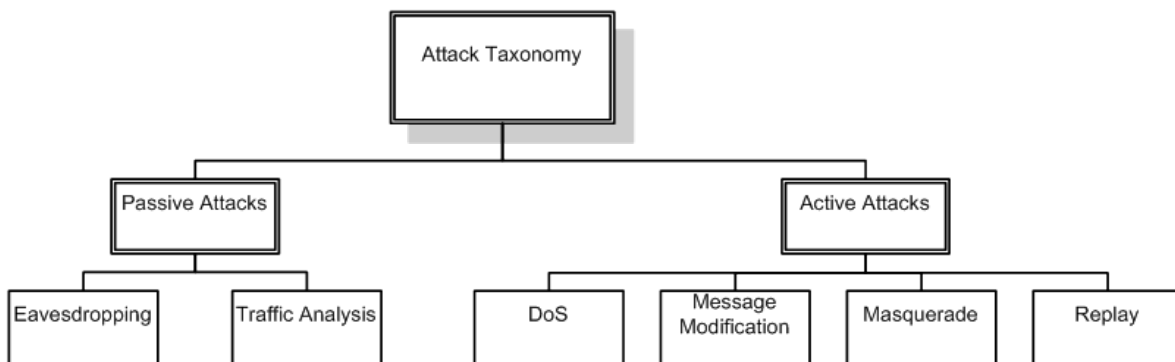 Attack Taxonomy
Passive Attacks
Active Attacks
Eavesdropping
Traffic Analysis
DoS
Message
Modification
Masquerade
Replay